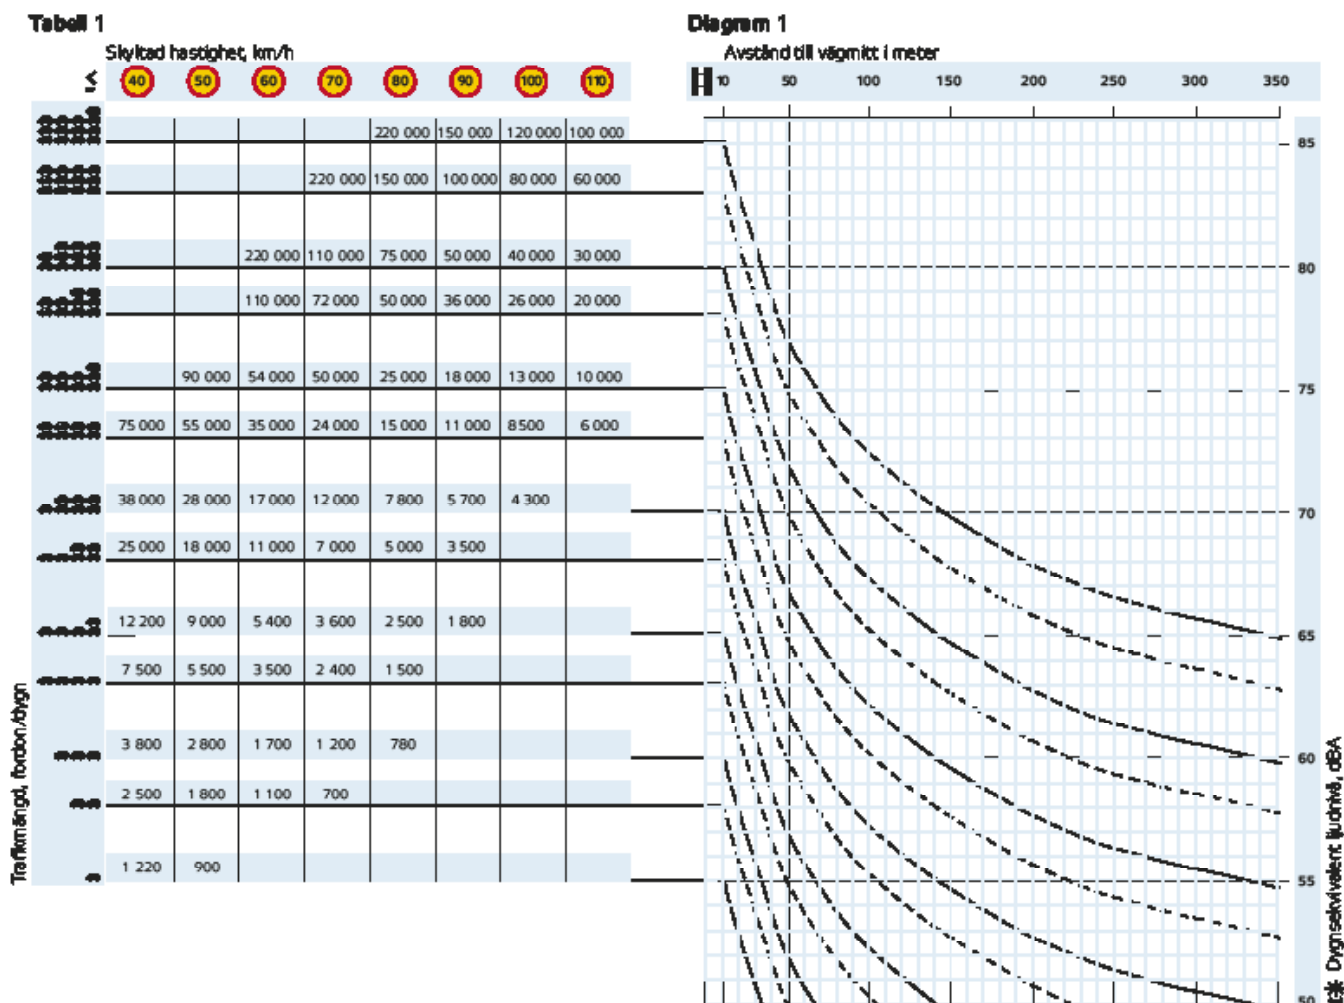 Tabell 1
Diagram 1
Skyltad hastighet, km/h
Avstånd till vägmitt i meter
40 50 60 70 80 90 100 110
10 50 100 150 200 250 300 350
220 000 150 000 120 000 100 000
85
220 000 150 000 100 000 80 000 60 000
220 000 110 000 75 000 50 000 40 000 30 000
80
110 000 72 000 50 000 36 000 26 000 20 000
90 000 54 000 50 000 25 000 18 000 13 000 10 000
75
75 000 55 000 35 000 24 000 15 000 11 000 8 500 6 000
38 000 28 000 17 000 12 000 7 800 5 700 4 300
70
25 000 18 000 11 000 7 000 5 000 3 500
12 200 9 000 5 400 3 600 2 500 1 800
65
7 500 5 500 3 500 2 400 1 500
3 800 2 800 1 700 1 200 780
60
2 500 1 800 1 100 700
1 220 900
55
50
Trafikmängd, fordon/dygn
Dygnsekvivalent ljudnivå, dBA